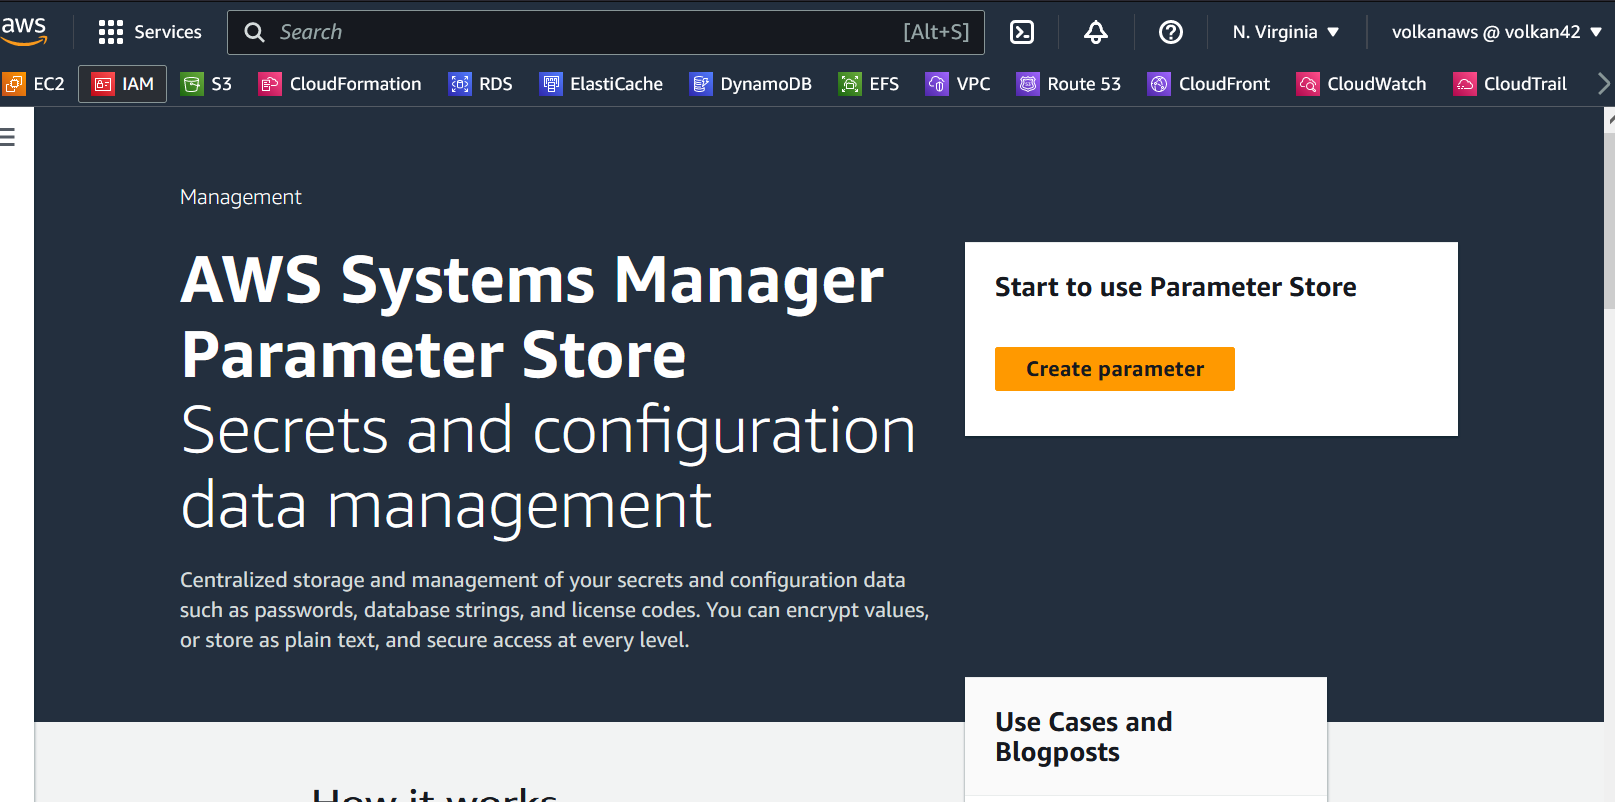 aws Services Search [Alt+S] N. Virginia volkanaws @ volkan42
EC2 IAM S3 CloudFormation RDS ElastiCache DynamoDB EFS VPC Route 53 CloudFront CloudWatch CloudTrail
Management
AWS Systems Manager
Parameter Store
Secrets and configuration
data management
Centralized storage and management of your secrets and configuration data
such as passwords, database strings, and license codes. You can encrypt values,
or store as plain text, and secure access at every level.
Start to use Parameter Store
Create parameter
Use Cases and
Blogposts
How it works